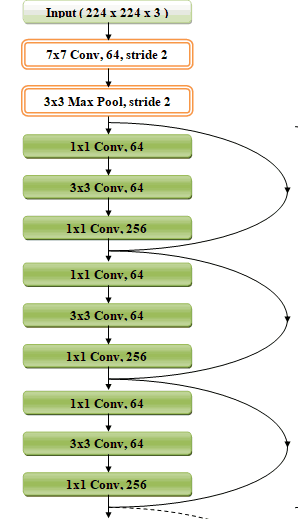 Input ( 224 x 224 x 3 )
7x7 Conv, 64, stride 2
3x3 Max Pool, stride 2
1x1 Conv, 64
3x3 Conv, 64
1x1 Conv, 256
1x1 Conv, 64
3x3 Conv, 64
1x1 Conv, 256
1x1 Conv, 64
3x3 Conv, 64
1x1 Conv, 256